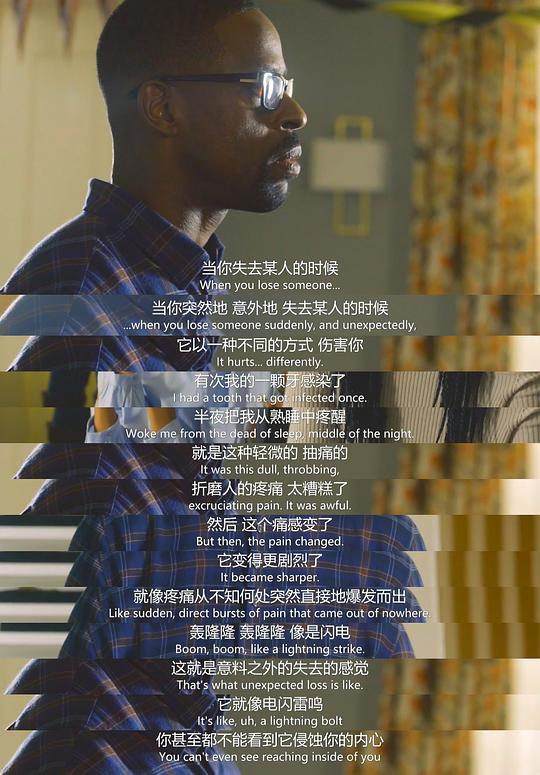 当你失去某人的时候
When you lose someone...
当你突然地 意外地 失去某人的时候
...when you lose someone suddenly, and unexpectedly,
它以一种不同的方式 伤害你
It hurts... differently.
有次我的一颗牙感染了
I had a tooth that got infected once.
半夜把我从熟睡中疼醒
Woke me from the dead of sleep, middle of the night.
就是这种轻微的 抽痛的
It was this dull, throbbing,
折磨人的疼痛 太糟糕了
excruciating pain. It was awful.
然后 这个痛感变了
But then, the pain changed.
它变得更剧烈了
It became sharper.
就像疼痛从不知何处突然直接地爆发而出
Like sudden, direct bursts of pain that came out of nowhere.
轰隆隆 轰隆隆 像是闪电
Boom, boom, like a lightning strike.
这就是意料之外的失去的感觉
That's what unexpected loss is like.
它就像电闪雷鸣
It's like, uh, a lightning bolt
你甚至都不能看到它侵蚀你的内心
You can't even see reaching inside of you